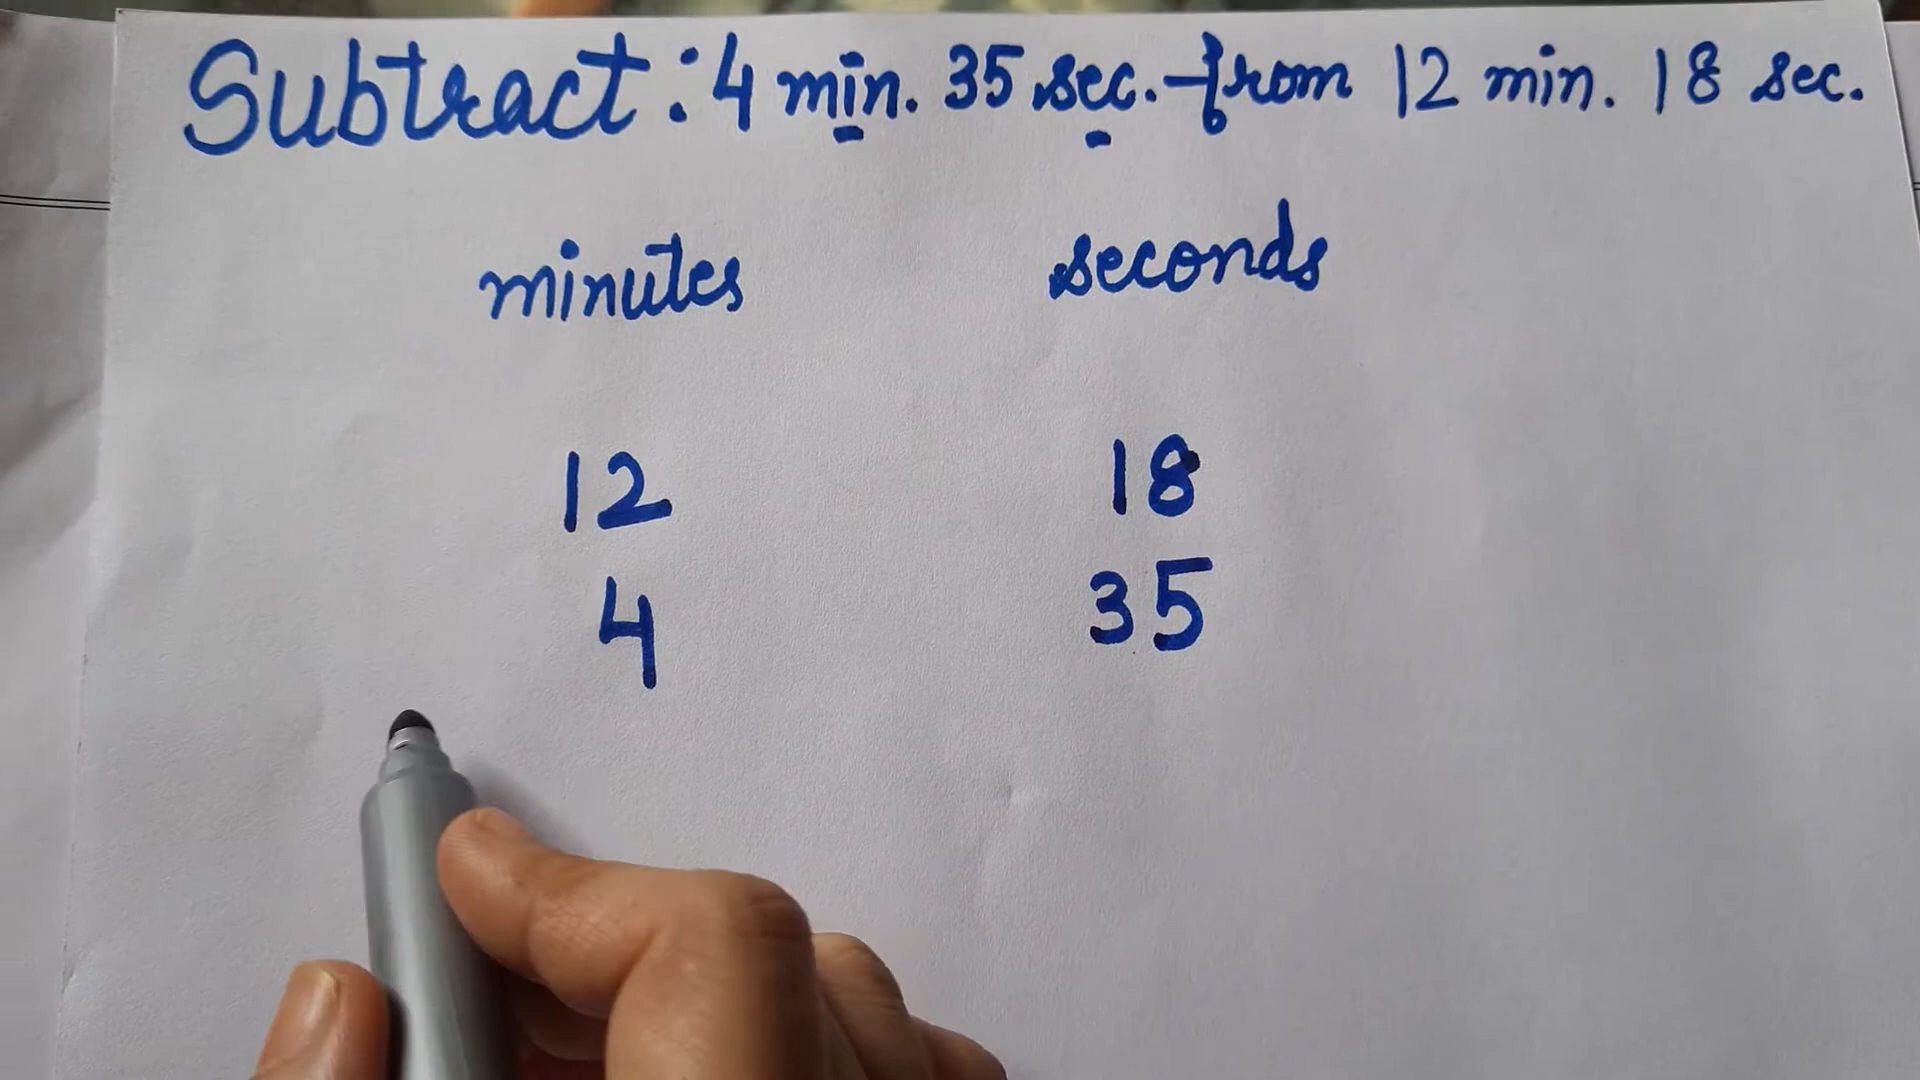 Subtract : 4 min. 35 sec. from 12 min. 18 sec.
minutes seconds
12 18
4 35